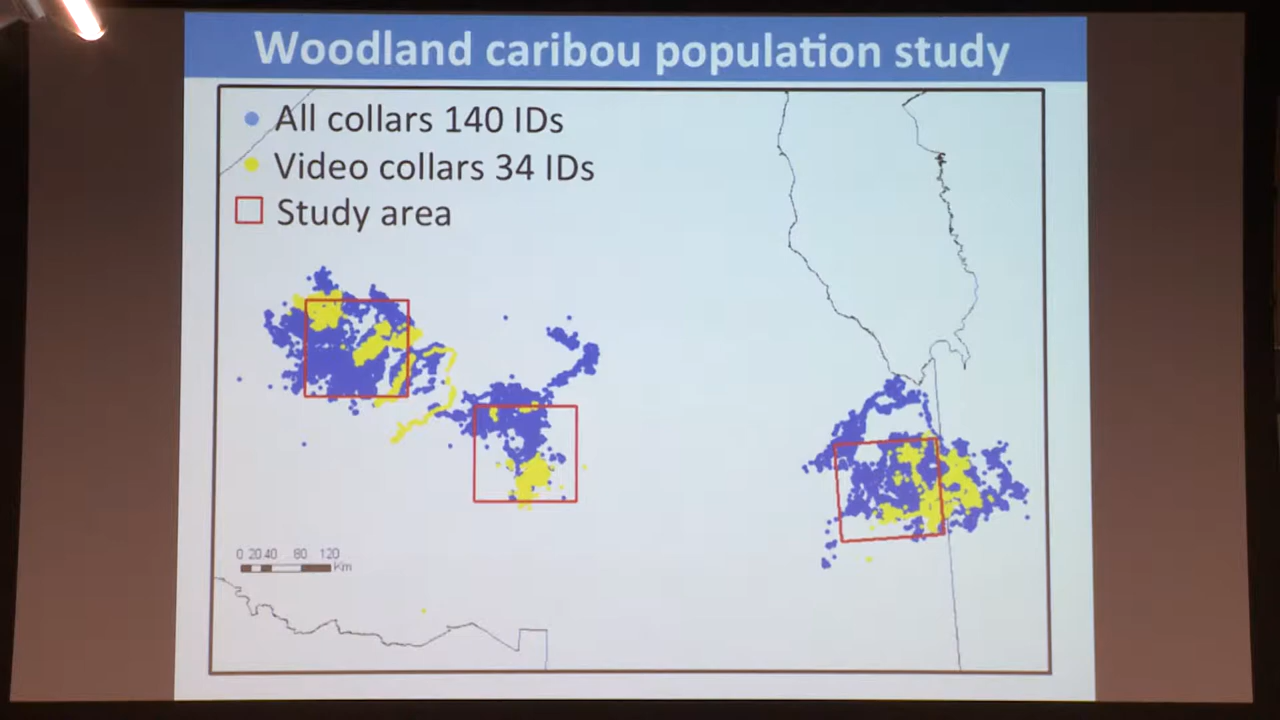 Woodland caribou population study
All collars 140 IDs
Video collars 34 IDs
Study area
0 20 40 80 120
Km